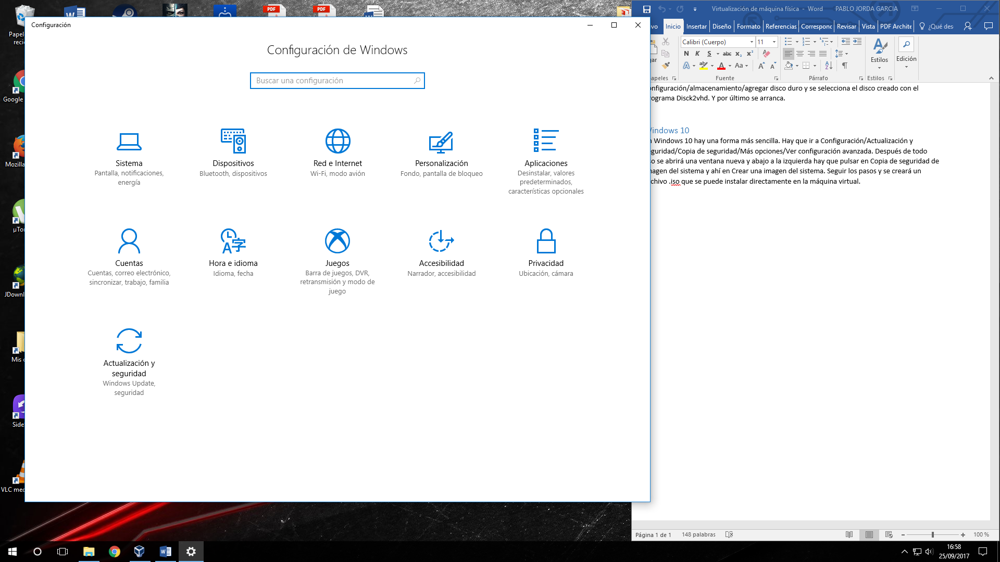 Configuración
Configuración de Windows
Buscar una configuración
Sistema
Pantalla, notificaciones,
energía
Dispositivos
Bluetooth, dispositivos
Red e Internet
Wi-Fi, modo avión
Personalización
Fondo, pantalla de bloqueo
Aplicaciones
Desinstalar, valores
predeterminados,
características opcionales
Cuentas
Cuentas, correo electrónico,
sincronizar, trabajo, familia
Hora e idioma
Idioma, fecha
Juegos
Barra de juegos, DVR,
retransmisión y modo de
juego
Accesibilidad
Narrador, accesibilidad
Privacidad
Ubicación, cámara
Actualización y
seguridad
Windows Update,
seguridad
Papel
reci
Google
Mozilla
µTor
JDownl
Mis
Side
VLC med
PDF
PDF
Virtualización de máquina física - Word
PABLO JORDA GARCIA
vo Inicio Insertar Diseño Formato Referencias Correspond Revisar Vista PDF Archite ¿Qué des
Calibri (Cuerpo) 11
N K S abc x₂ x²
A ab A Aa A A
gar
apeles Fuente Párrafo Estilos
Estilos
Edición
onfiguración/almacenamiento/agregar disco duro y se selecciona el disco creado con el
rograma Disck2vhd. Y por último se arranca.
indows 10
Windows 10 hay una forma más sencilla. Hay que ir a Configuración/Actualización y
guridad/Copia de seguridad/Más opciones/Ver configuración avanzada. Después de todo
o se abrirá una ventana nueva y abajo a la izquierda hay que pulsar en Copia de seguridad de
agen del sistema y ahí en Crear una imagen del sistema. Seguir los pasos y se creará un
chivo .iso que se puede instalar directamente en la máquina virtual.
Página 1 de 1 148 palabras
100 %
16:58
25/09/2017